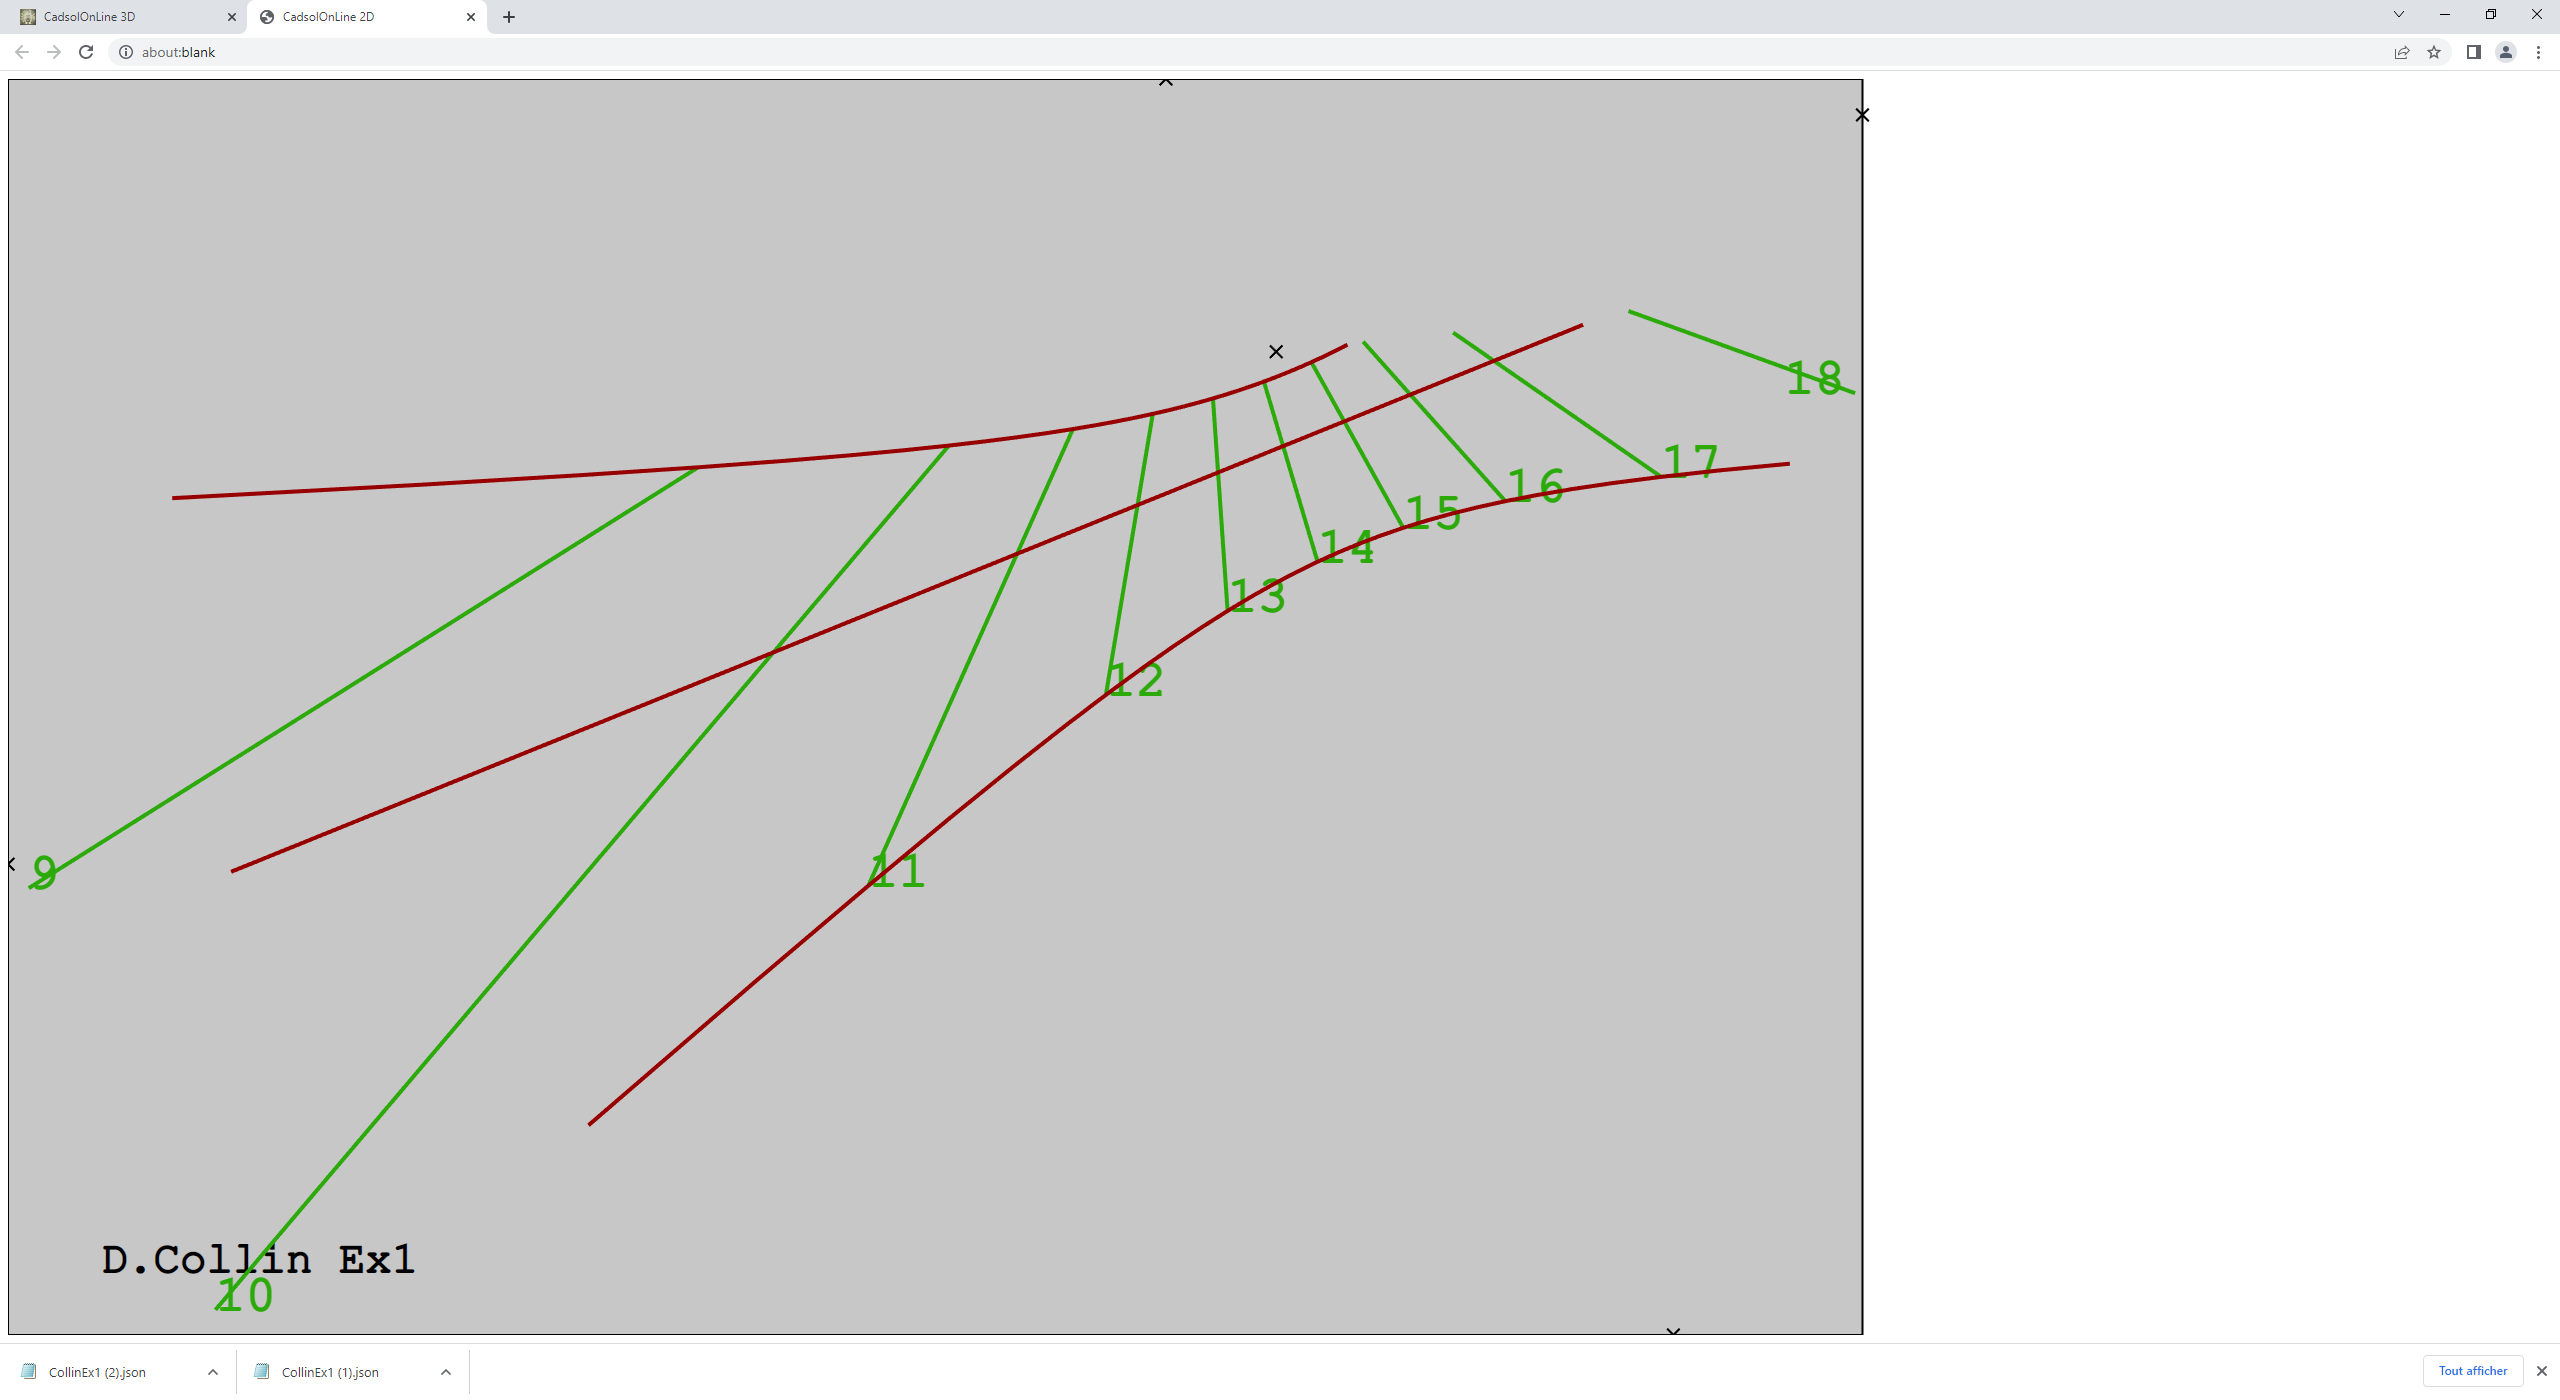 CadsolOnLine 3D
CadsolOnLine 2D
about:blank
18
17
16
15
14
13
12
11
9
D.Collin Ex1
10
CollinEx1 (2).json
CollinEx1 (1).json
Tout afficher